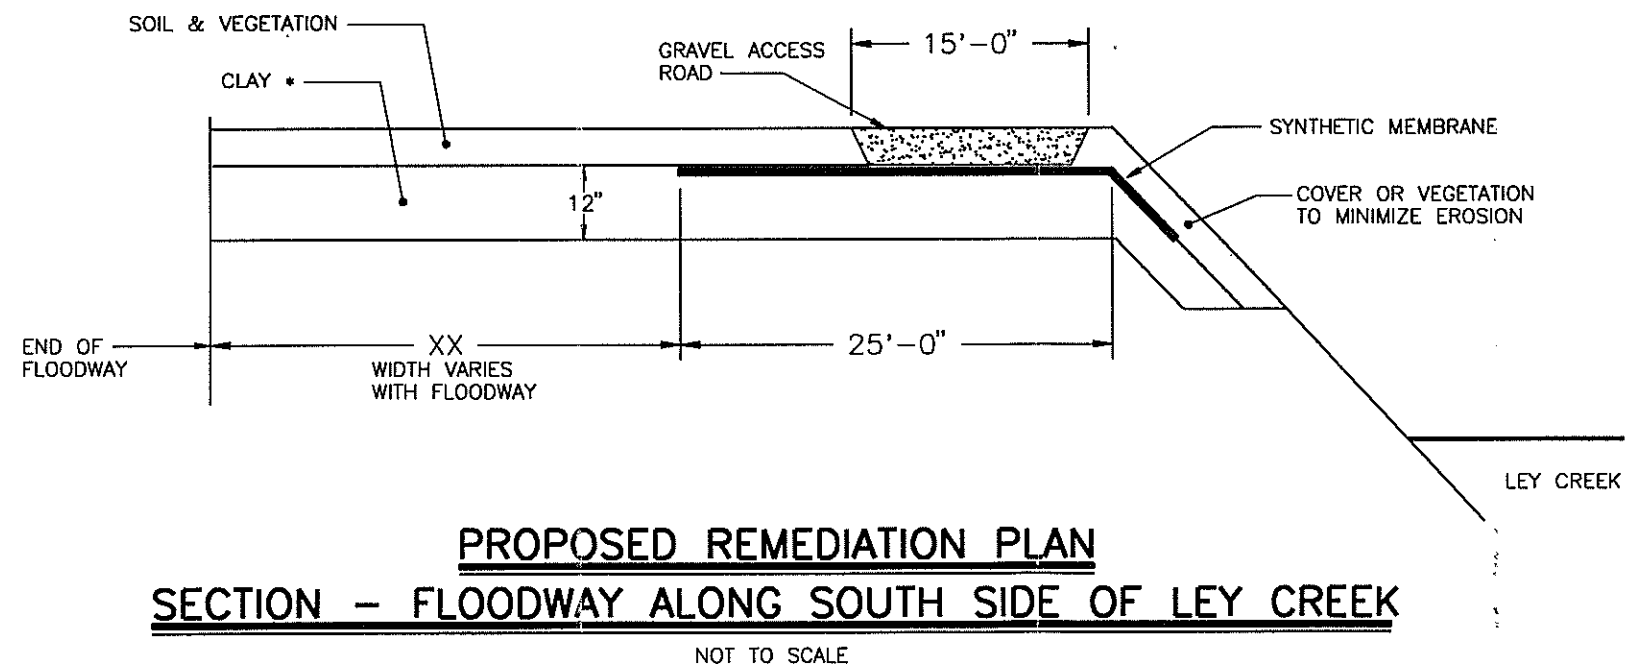 SOIL & VEGETATION
CLAY *
GRAVEL ACCESS
ROAD
15'-0"
SYNTHETIC MEMBRANE
COVER OR VEGETATION
TO MINIMIZE EROSION
12"
END OF
FLOODWAY
XX
WIDTH VARIES
WITH FLOODWAY
25'-0"
LEY CREEK
PROPOSED REMEDIATION PLAN
SECTION – FLOODWAY ALONG SOUTH SIDE OF LEY CREEK
NOT TO SCALE